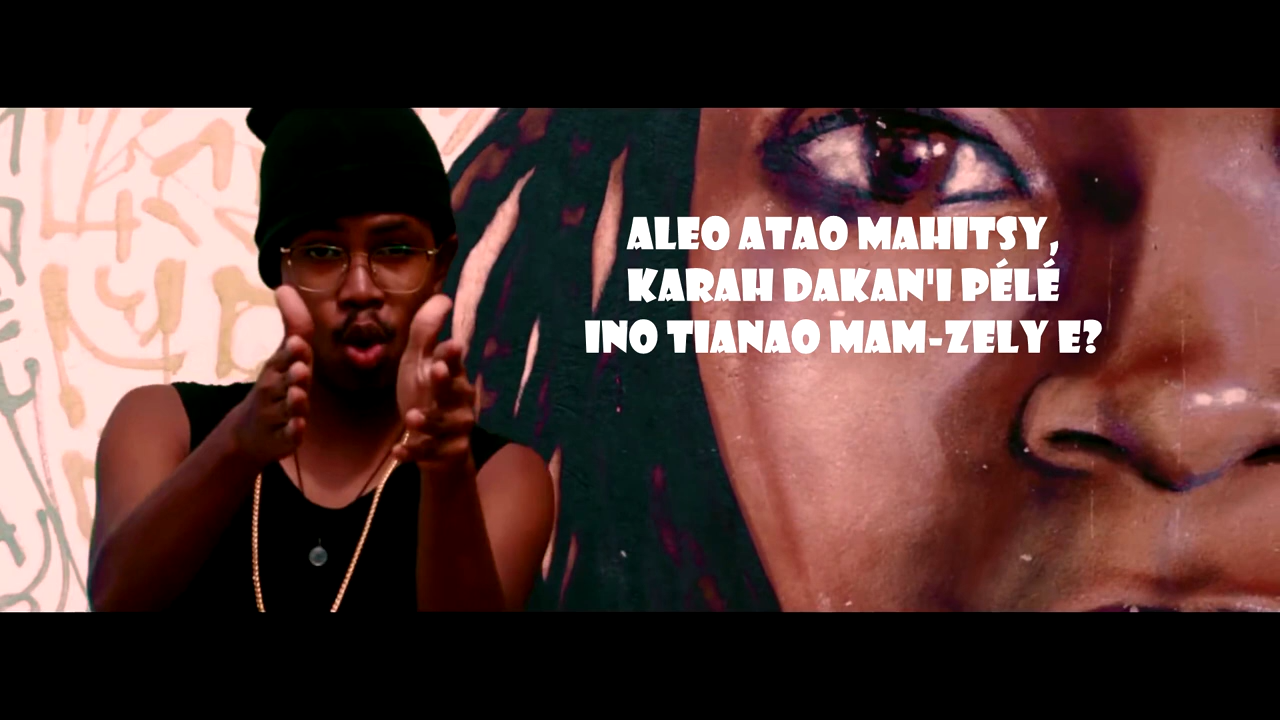 ALEO ATAO MAHITSY,
KARAH DAKAN'I PÉLÉ
INO TIANAO MAM-ZELY E?